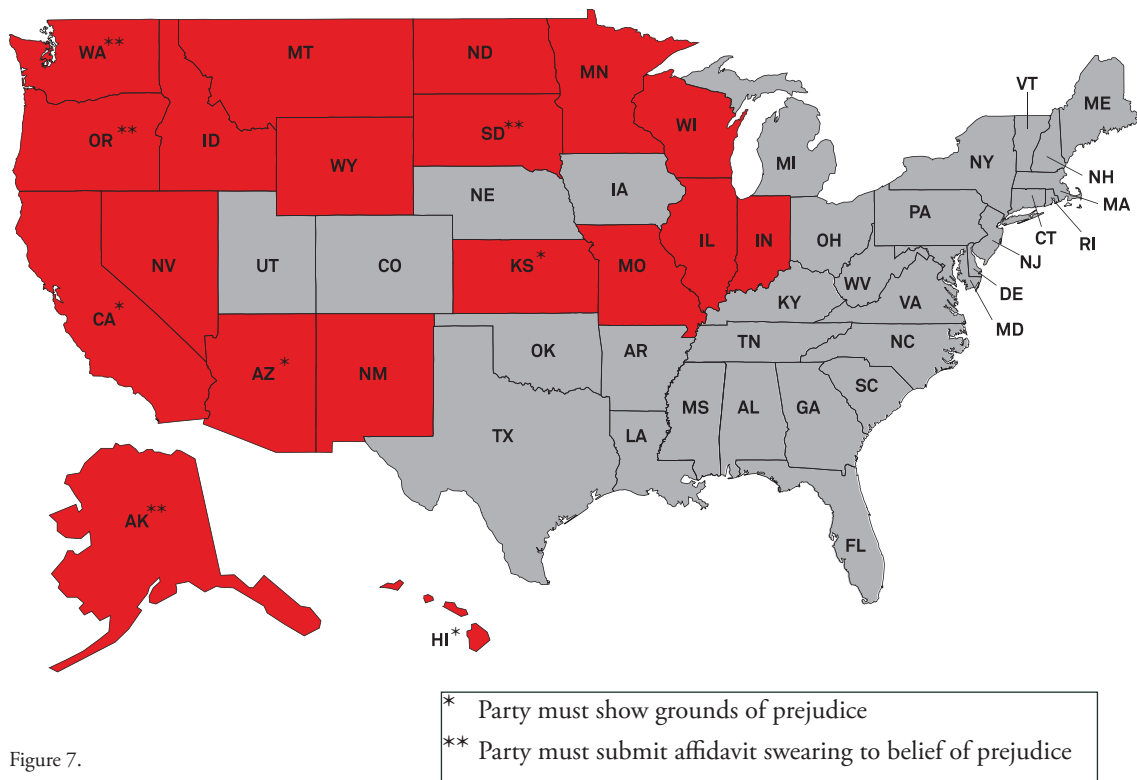 WA**
MT
ND
MN
VT
ME
OR**
ID
SD**
WI
WY
MI
NY
NH
MA
NE
IA
PA
CT
RI
NV
UT
CO
IL
IN
OH
NJ
KS*
MO
WV
DE
CA*
KY
VA
MD
AZ*
NM
OK
AR
TN
NC
SC
TX
LA
MS
AL
GA
AK**
FL
HI*
* Party must show grounds of prejudice
** Party must submit affidavit swearing to belief of prejudice
Figure 7.